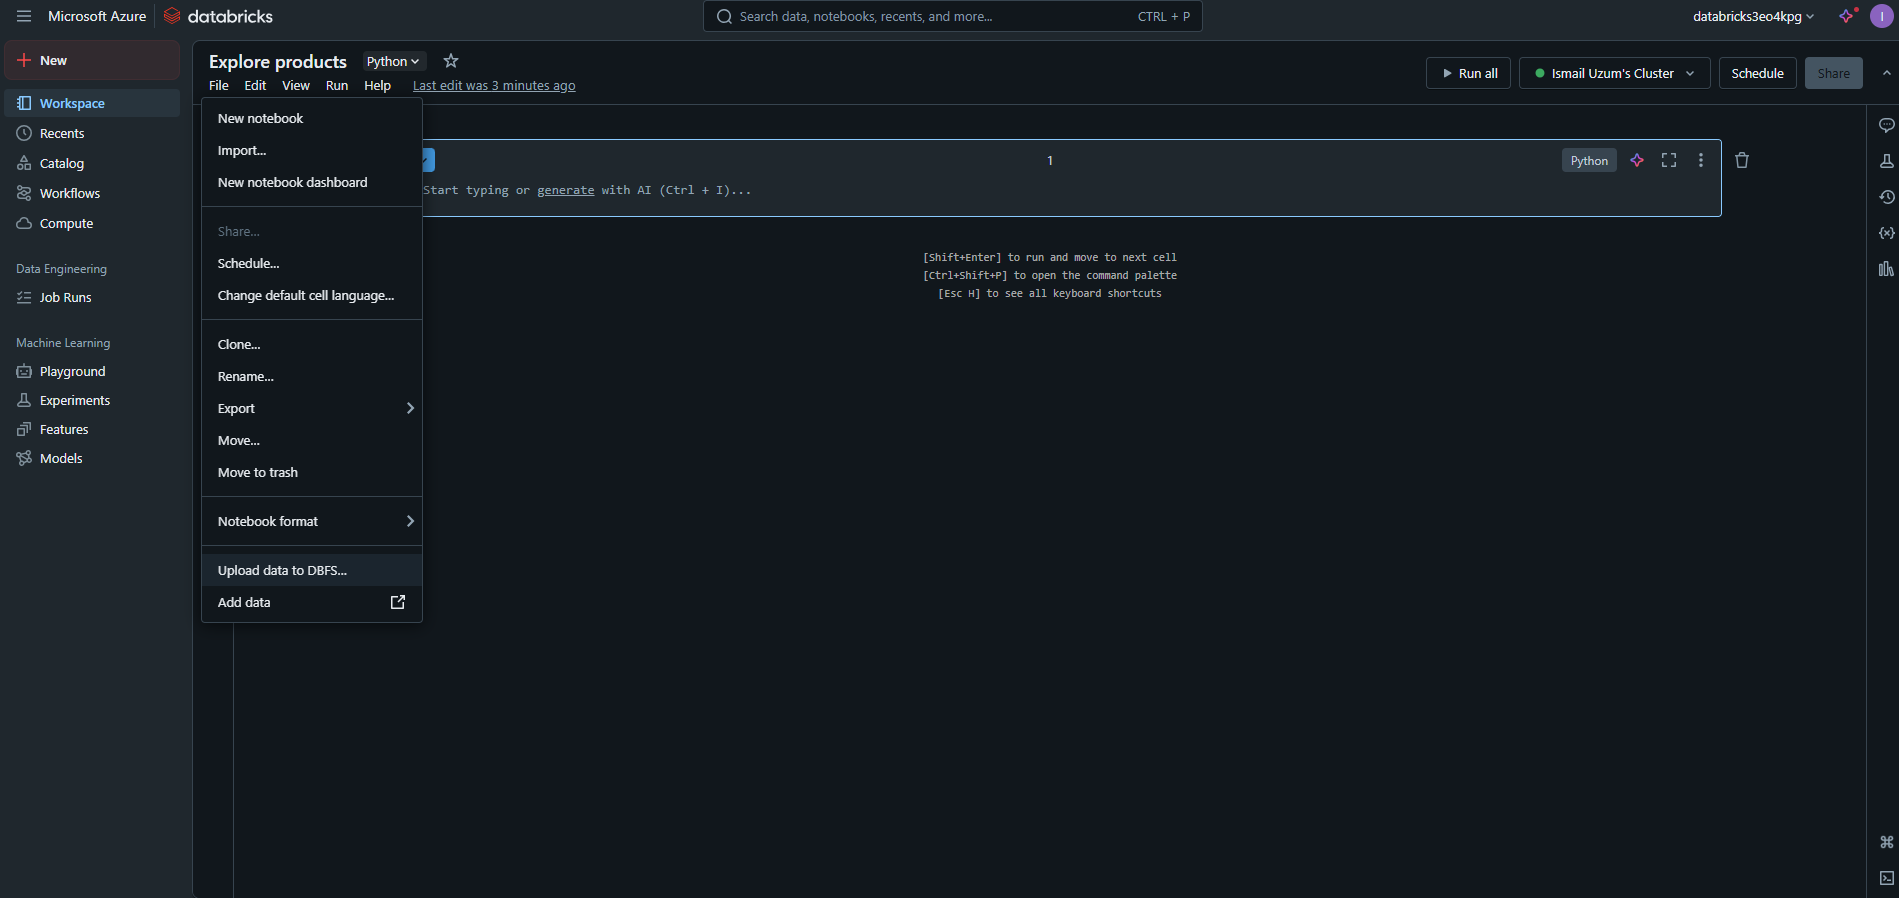 Microsoft Azure databricks
Search data, notebooks, recents, and more... CTRL + P
databricks3eo4kpg
I
New
Workspace
Recents
Catalog
Workflows
Compute
Data Engineering
Job Runs
Machine Learning
Playground
Experiments
Features
Models
Explore products Python
File Edit View Run Help Last edit was 3 minutes ago
Run all Ismail Uzum's Cluster Schedule Share
New notebook
Import...
New notebook dashboard
Share...
Schedule...
Change default cell language...
Clone...
Rename...
Export
Move...
Move to trash
Notebook format
Upload data to DBFS...
Add data
1
Python
Start typing or generate with AI (Ctrl + I)...
[Shift+Enter] to run and move to next cell
[Ctrl+Shift+P] to open the command palette
[Esc H] to see all keyboard shortcuts